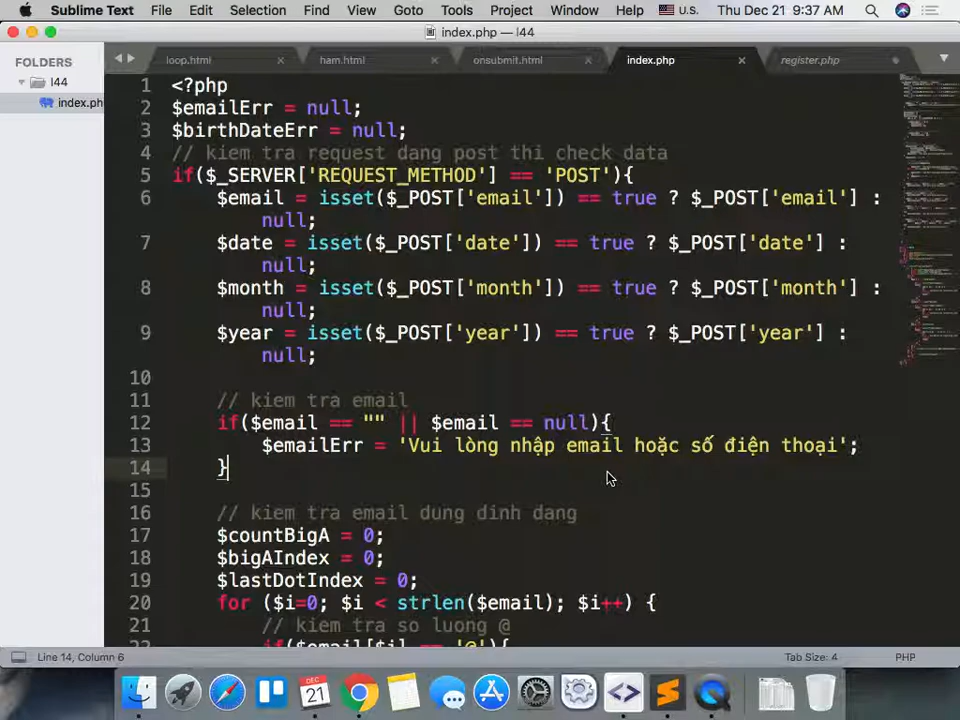 Sublime Text File Edit Selection Find View Goto Tools Project Window Help U.S. Thu Dec 21 9:37 AM
index.php — l44
FOLDERS
l44
index.ph
loop.html ham.html onsubmit.html index.php register.php
1 <?php
2 $emailErr = null;
3 $birthDateErr = null;
4 // kiem tra request dang post thi check data
5 if($_SERVER['REQUEST_METHOD'] == 'POST'){
6 $email = isset($_POST['email']) == true ? $_POST['email'] :
null;
7 $date = isset($_POST['date']) == true ? $_POST['date'] :
null;
8 $month = isset($_POST['month']) == true ? $_POST['month'] :
null;
9 $year = isset($_POST['year']) == true ? $_POST['year'] :
null;
10
11 // kiem tra email
12 if($email == "" || $email == null){
13 $emailErr = 'Vui lòng nhập email hoặc số điện thoại';
14 }
15
16 // kiem tra email dung dinh dang
17 $countBigA = 0;
18 $bigAIndex = 0;
19 $lastDotIndex = 0;
20 for ($i=0; $i < strlen($email); $i++) {
21 // kiem tra so luong @
22 if($email[$i] == '@'){
Line 14, Column 6 Tab Size: 4 PHP
DEC
21